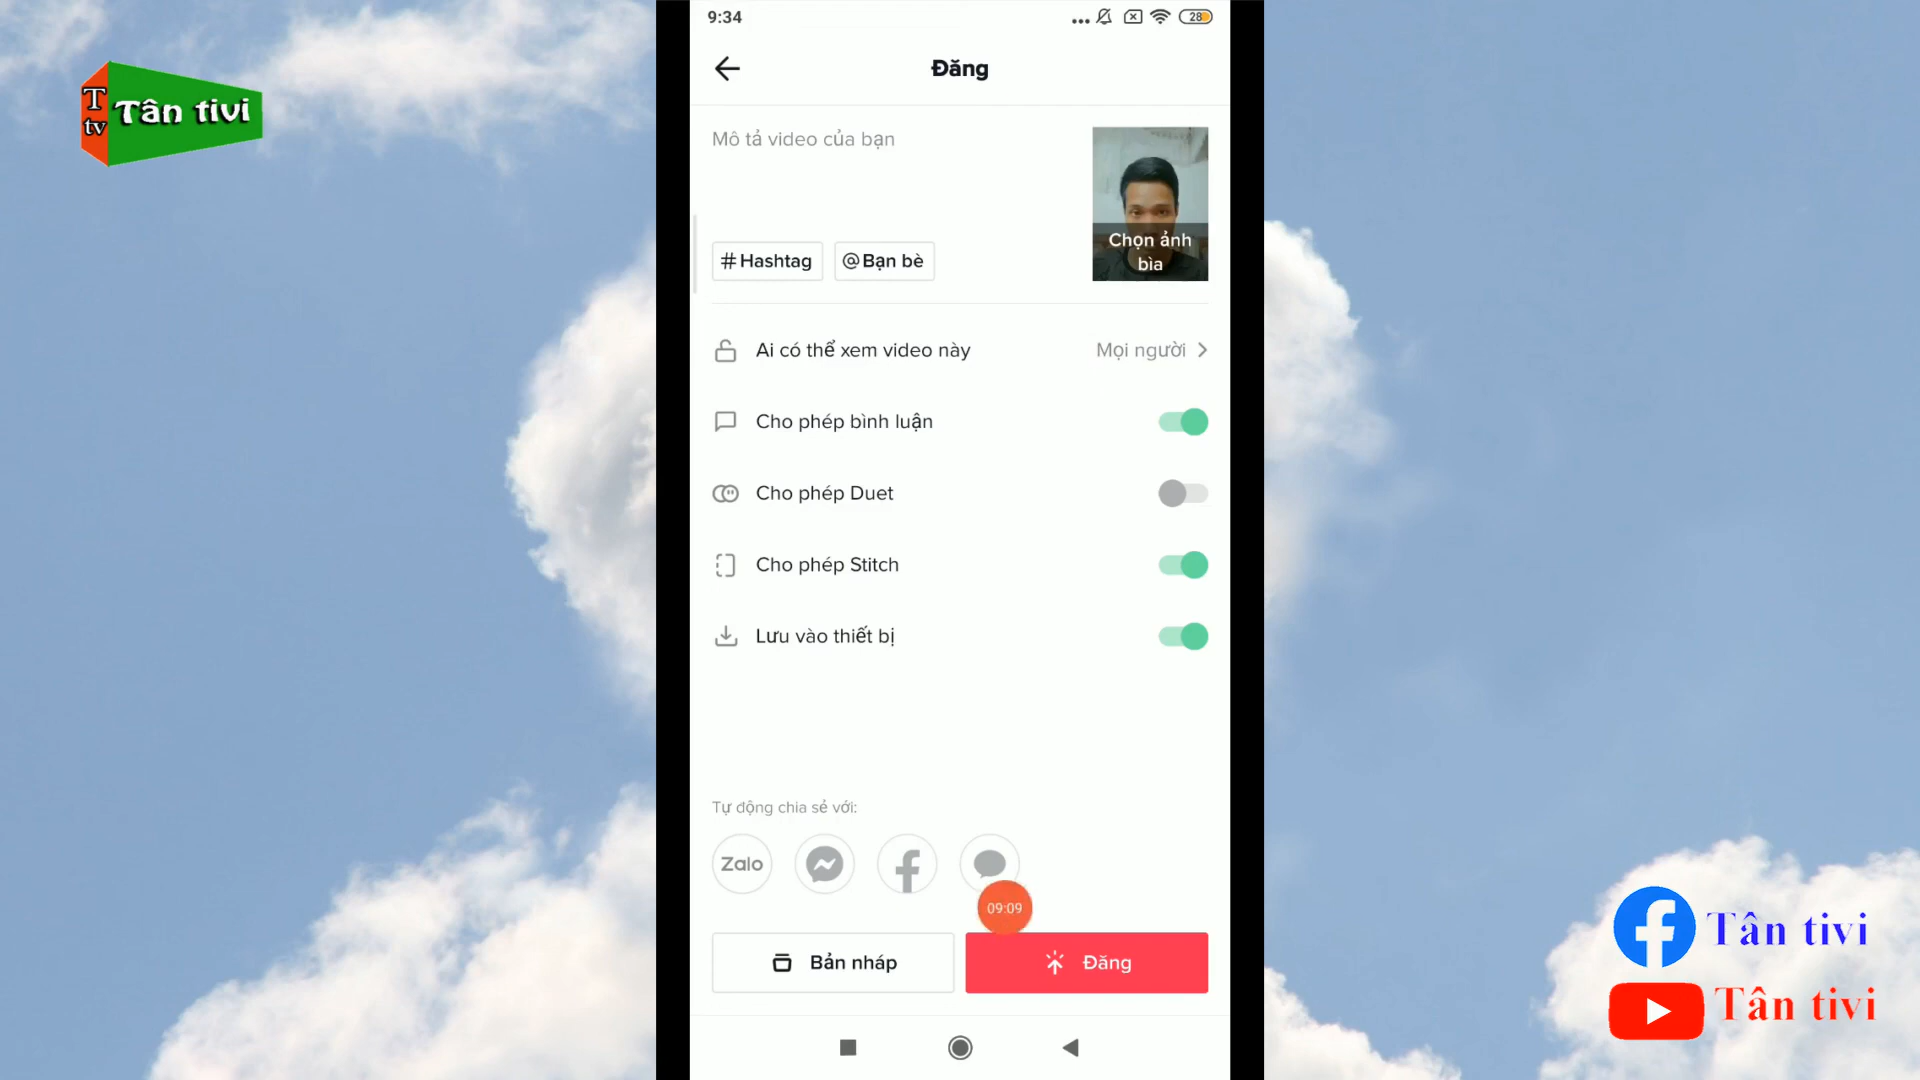 9:34
28
Đăng
T
tv
Tân tivi
Mô tả video của bạn
Chọn ảnh
bìa
#Hashtag
@Bạn bè
Ai có thể xem video này
Mọi người
Cho phép bình luận
Cho phép Duet
Cho phép Stitch
Lưu vào thiết bị
Tự động chia sẻ với:
Zalo
09:09
Bản nháp
Đăng
Tân tivi
Tân tivi